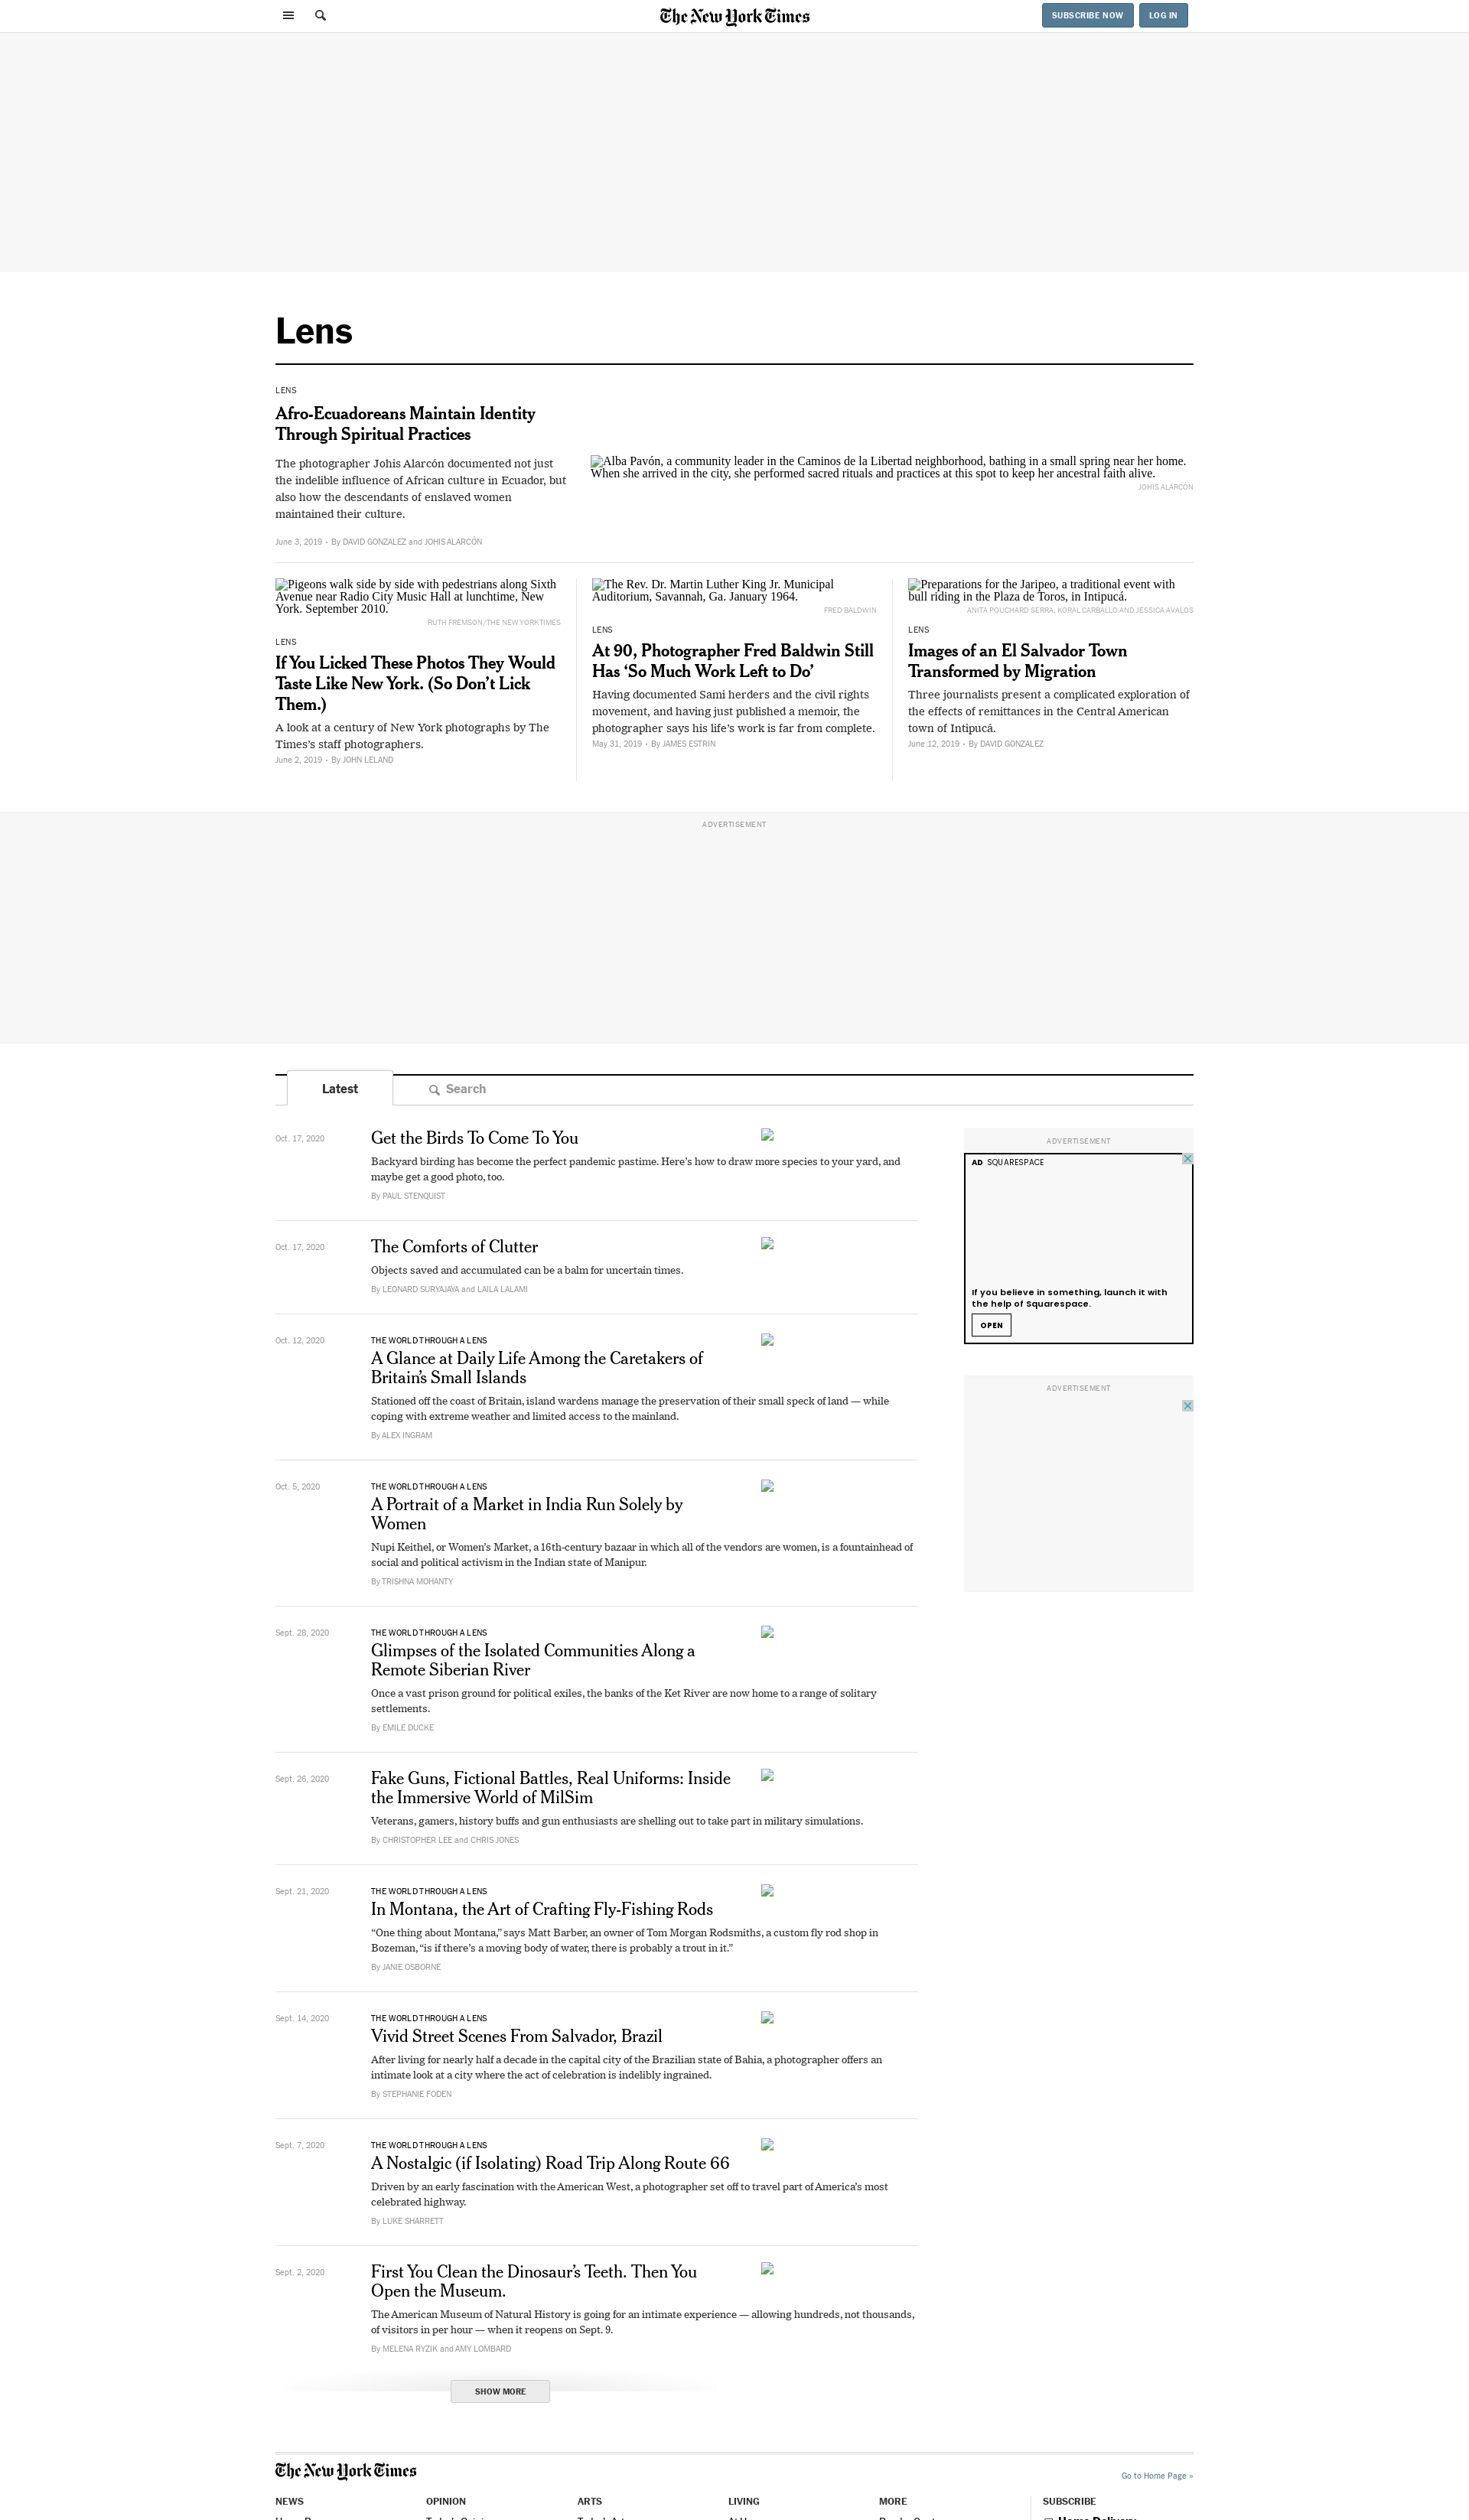 The New York Times
SUBSCRIBE NOW
LOG IN
Lens
LENS
Afro-Ecuadoreans Maintain Identity
Through Spiritual Practices
The photographer Johis Alarcón documented not just
the indelible influence of African culture in Ecuador, but
also how the descendants of enslaved women
maintained their culture.
June 3, 2019 • By DAVID GONZALEZ and JOHIS ALARCÓN
Alba Pavón, a community leader in the Caminos de la Libertad neighborhood, bathing in a small spring near her home.
When she arrived in the city, she performed sacred rituals and practices at this spot to keep her ancestral faith alive.
JOHIS ALARCÓN
Pigeons walk side by side with pedestrians along Sixth
Avenue near Radio City Music Hall at lunchtime, New
York. September 2010.
RUTH FREMSON/THE NEW YORK TIMES
LENS
If You Licked These Photos They Would
Taste Like New York. (So Don’t Lick
Them.)
A look at a century of New York photographs by The
Times’s staff photographers.
June 2, 2019 • By JOHN LELAND
The Rev. Dr. Martin Luther King Jr. Municipal
Auditorium, Savannah, Ga. January 1964.
FRED BALDWIN
LENS
At 90, Photographer Fred Baldwin Still
Has ‘So Much Work Left to Do’
Having documented Sami herders and the civil rights
movement, and having just published a memoir, the
photographer says his life’s work is far from complete.
May 31, 2019 • By JAMES ESTRIN
Preparations for the Jaripeo, a traditional event with
bull riding in the Plaza de Toros, in Intipucá.
ANITA POUCHARD SERRA, KORAL CARBALLO AND JESSICA AVALOS
LENS
Images of an El Salvador Town
Transformed by Migration
Three journalists present a complicated exploration of
the effects of remittances in the Central American
town of Intipucá.
June 12, 2019 • By DAVID GONZALEZ
ADVERTISEMENT
Latest
Search
Oct. 17, 2020
Get the Birds To Come To You
Backyard birding has become the perfect pandemic pastime. Here’s how to draw more species to your yard, and
maybe get a good photo, too.
By PAUL STENQUIST
Oct. 17, 2020
The Comforts of Clutter
Objects saved and accumulated can be a balm for uncertain times.
By LEONARD SURYAJAYA and LAILA LALAMI
Oct. 12, 2020
THE WORLD THROUGH A LENS
A Glance at Daily Life Among the Caretakers of
Britain’s Small Islands
Stationed off the coast of Britain, island wardens manage the preservation of their small speck of land — while
coping with extreme weather and limited access to the mainland.
By ALEX INGRAM
Oct. 5, 2020
THE WORLD THROUGH A LENS
A Portrait of a Market in India Run Solely by
Women
Nupi Keithel, or Women’s Market, a 16th-century bazaar in which all of the vendors are women, is a fountainhead of
social and political activism in the Indian state of Manipur.
By TRISHNA MOHANTY
Sept. 28, 2020
THE WORLD THROUGH A LENS
Glimpses of the Isolated Communities Along a
Remote Siberian River
Once a vast prison ground for political exiles, the banks of the Ket River are now home to a range of solitary
settlements.
By EMILE DUCKE
Sept. 26, 2020
Fake Guns, Fictional Battles, Real Uniforms: Inside
the Immersive World of MilSim
Veterans, gamers, history buffs and gun enthusiasts are shelling out to take part in military simulations.
By CHRISTOPHER LEE and CHRIS JONES
Sept. 21, 2020
THE WORLD THROUGH A LENS
In Montana, the Art of Crafting Fly-Fishing Rods
“One thing about Montana,” says Matt Barber, an owner of Tom Morgan Rodsmiths, a custom fly rod shop in
Bozeman, “is if there’s a moving body of water, there is probably a trout in it.”
By JANIE OSBORNE
Sept. 14, 2020
THE WORLD THROUGH A LENS
Vivid Street Scenes From Salvador, Brazil
After living for nearly half a decade in the capital city of the Brazilian state of Bahia, a photographer offers an
intimate look at a city where the act of celebration is indelibly ingrained.
By STEPHANIE FODEN
Sept. 7, 2020
THE WORLD THROUGH A LENS
A Nostalgic (if Isolating) Road Trip Along Route 66
Driven by an early fascination with the American West, a photographer set off to travel part of America’s most
celebrated highway.
By LUKE SHARRETT
Sept. 2, 2020
First You Clean the Dinosaur’s Teeth. Then You
Open the Museum.
The American Museum of Natural History is going for an intimate experience — allowing hundreds, not thousands,
of visitors in per hour — when it reopens on Sept. 9.
By MELENA RYZIK and AMY LOMBARD
SHOW MORE
ADVERTISEMENT
AD SQUARESPACE
If you believe in something, launch it with
the help of Squarespace.
OPEN
ADVERTISEMENT
The New York Times
Go to Home Page »
NEWS
OPINION
ARTS
LIVING
MORE
SUBSCRIBE